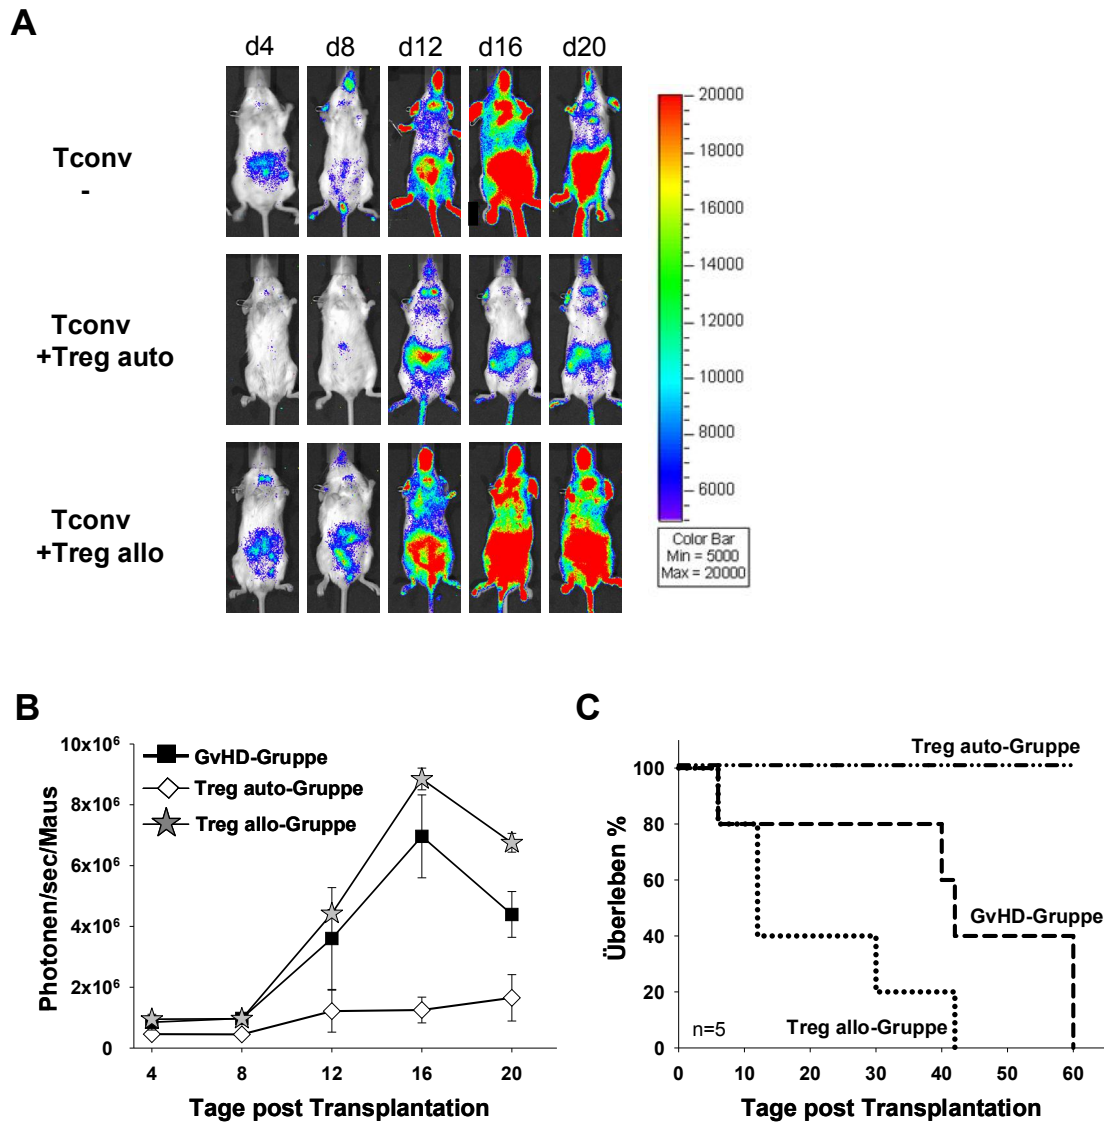 A
d4 d8 d12 d16 d20
Tconv
-
Tconv
+Treg auto
Tconv
+Treg allo
20000
18000
16000
14000
12000
10000
8000
6000
Color Bar
Min = 5000
Max = 20000
B
10x10⁶
8x10⁶
6x10⁶
4x10⁶
2x10⁶
0
Photonen/sec/Maus
GvHD-Gruppe
Treg auto-Gruppe
Treg allo-Gruppe
4 8 12 16 20
Tage post Transplantation
C
100
80
60
40
20
0
Überleben %
Treg auto-Gruppe
GvHD-Gruppe
Treg allo-Gruppe
n=5
0 10 20 30 40 50 60
Tage post Transplantation